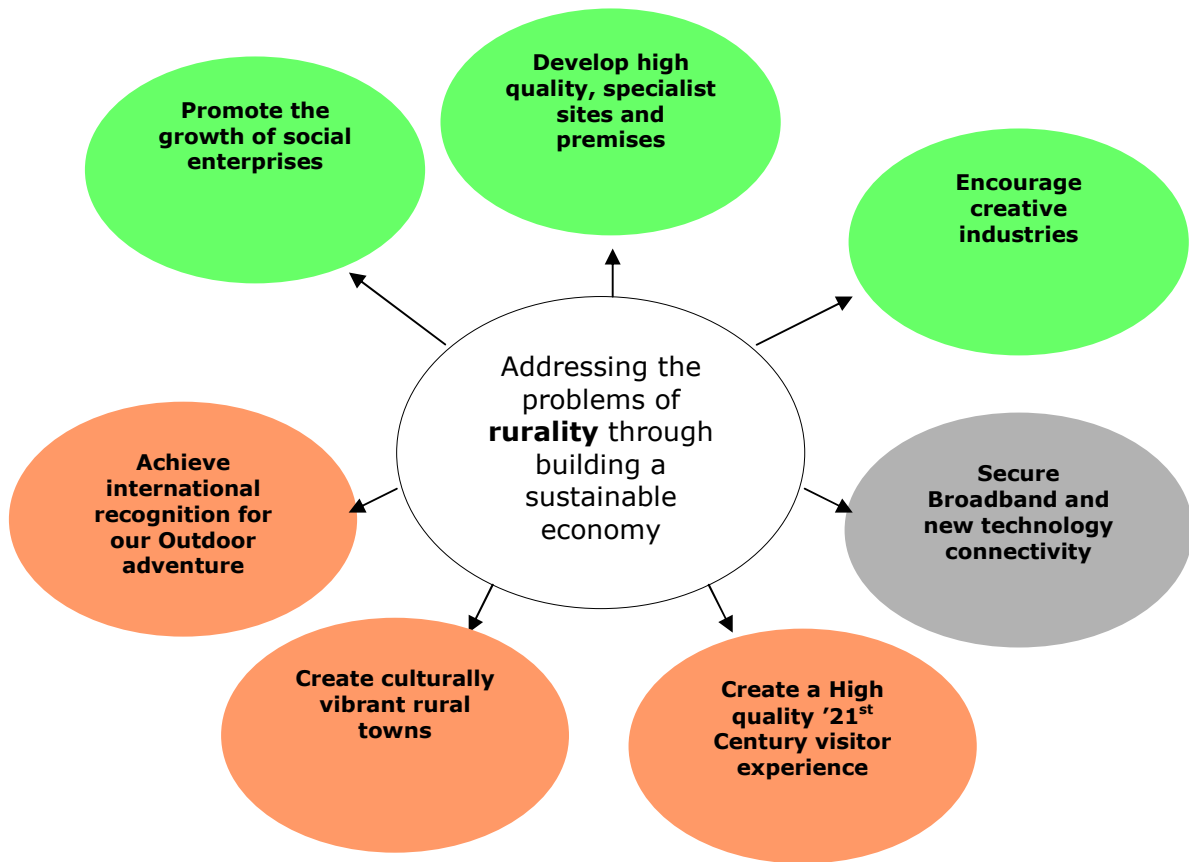 Develop high
quality, specialist
sites and
premises
Promote the
growth of social
enterprises
Encourage
creative
industries
Addressing the
problems of
rurality through
building a
sustainable
economy
Achieve
international
recognition for
our Outdoor
adventure
Secure
Broadband and
new technology
connectivity
Create culturally
vibrant rural
towns
Create a High
quality ’21st
Century visitor
experience